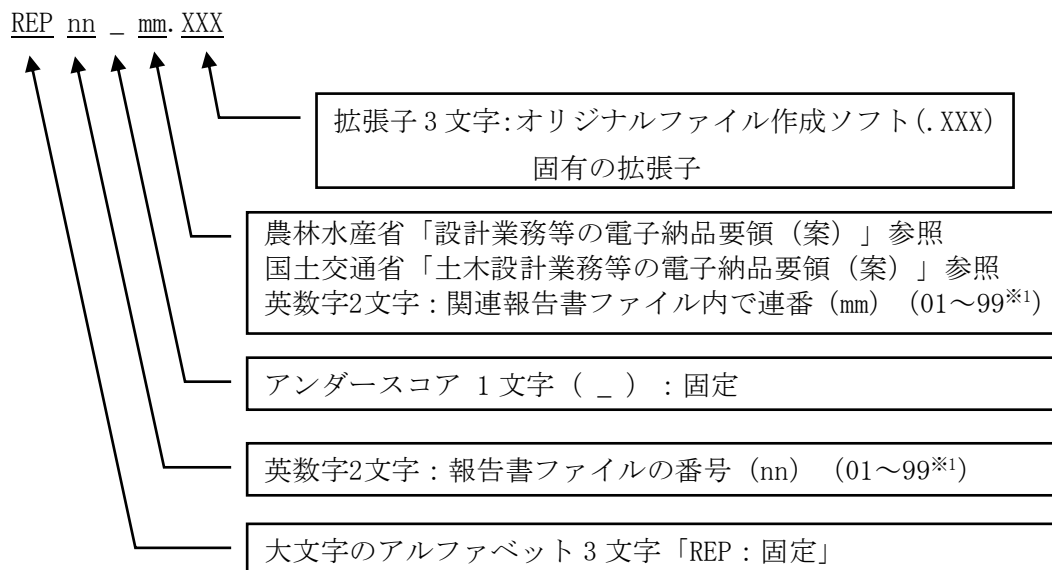 REP nn _ mm.XXX
拡張子3文字:オリジナルファイル作成ソフト(.XXX)
固有の拡張子
農林水産省「設計業務等の電子納品要領（案）」参照
国土交通省「土木設計業務等の電子納品要領（案）」参照
英数字2文字：関連報告書ファイル内で連番（mm）（01～99※1）
アンダースコア 1文字（ _ ）：固定
英数字2文字：報告書ファイルの番号（nn）（01～99※1）
大文字のアルファベット3文字「REP：固定」